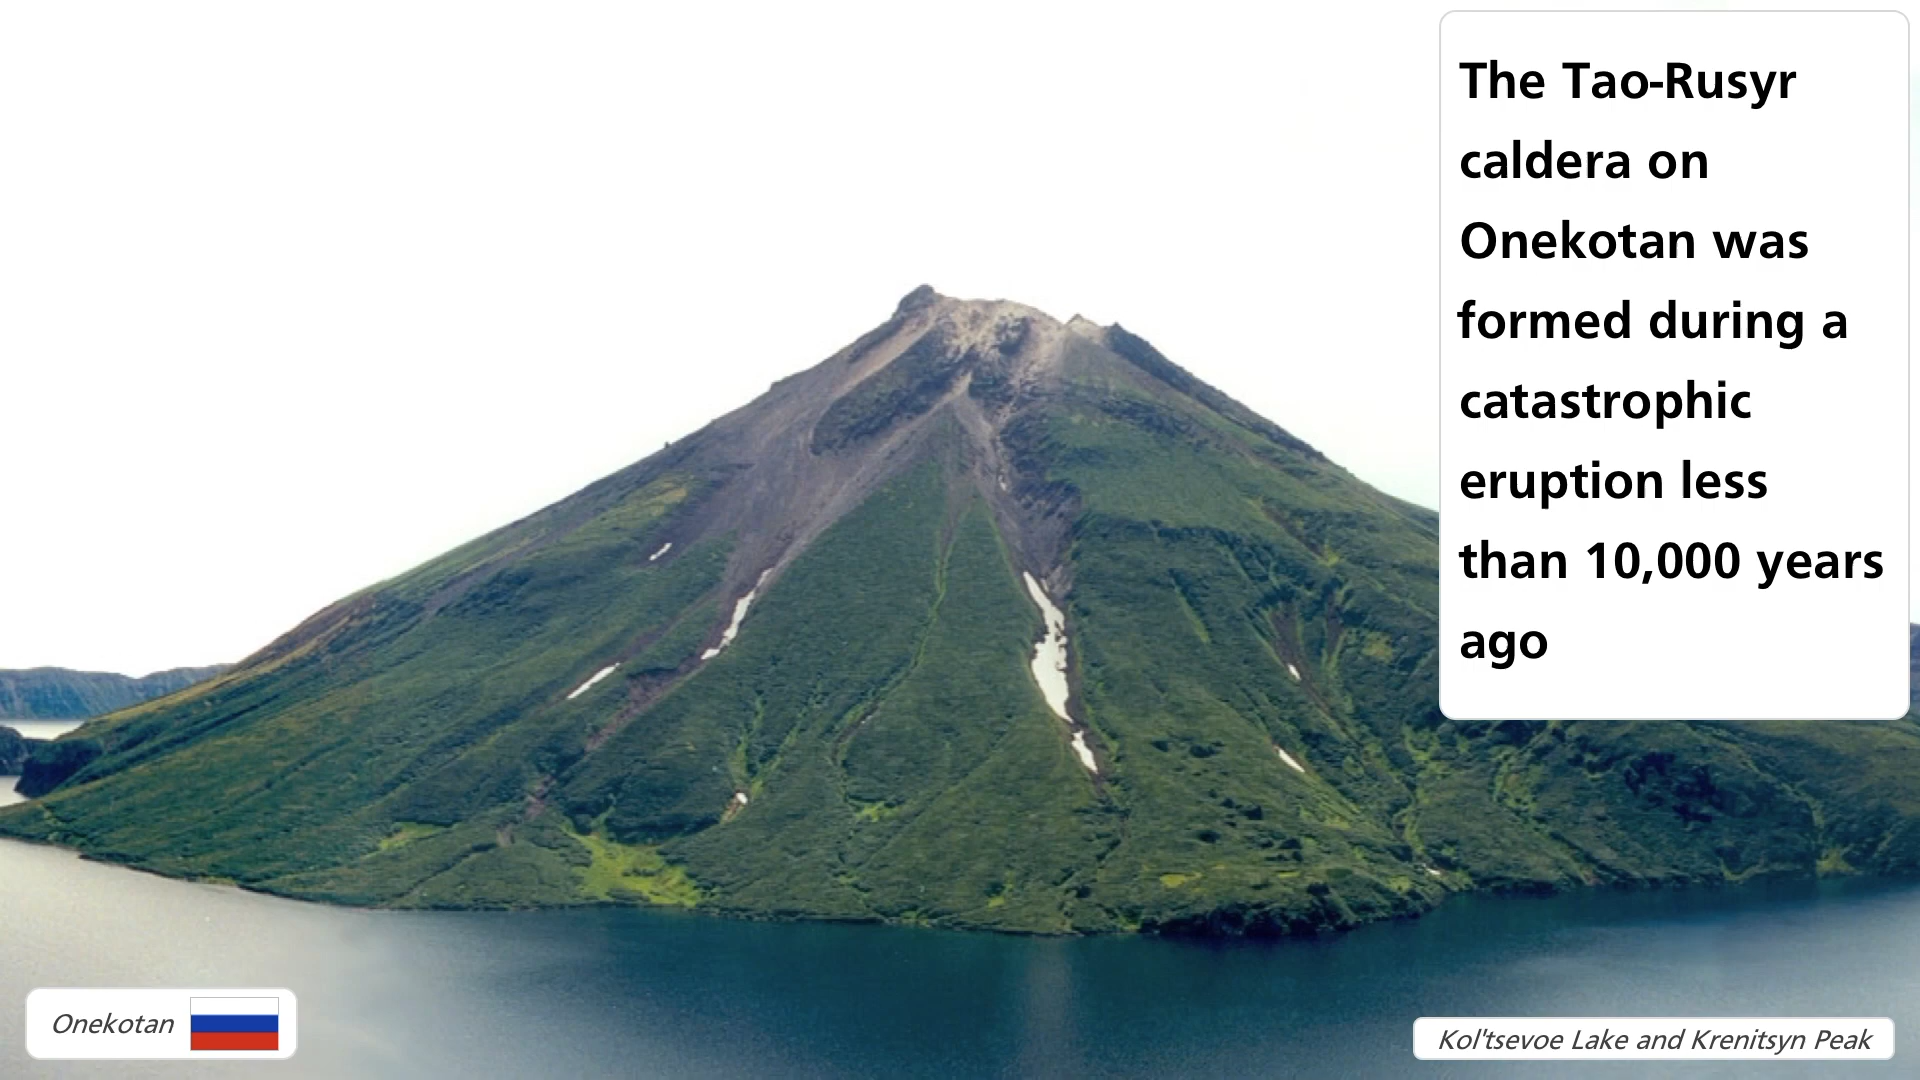 The Tao-Rusyr
caldera on
Onekotan was
formed during a
catastrophic
eruption less
than 10,000 years
ago
Onekotan
Kol'tsevoe Lake and Krenitsyn Peak